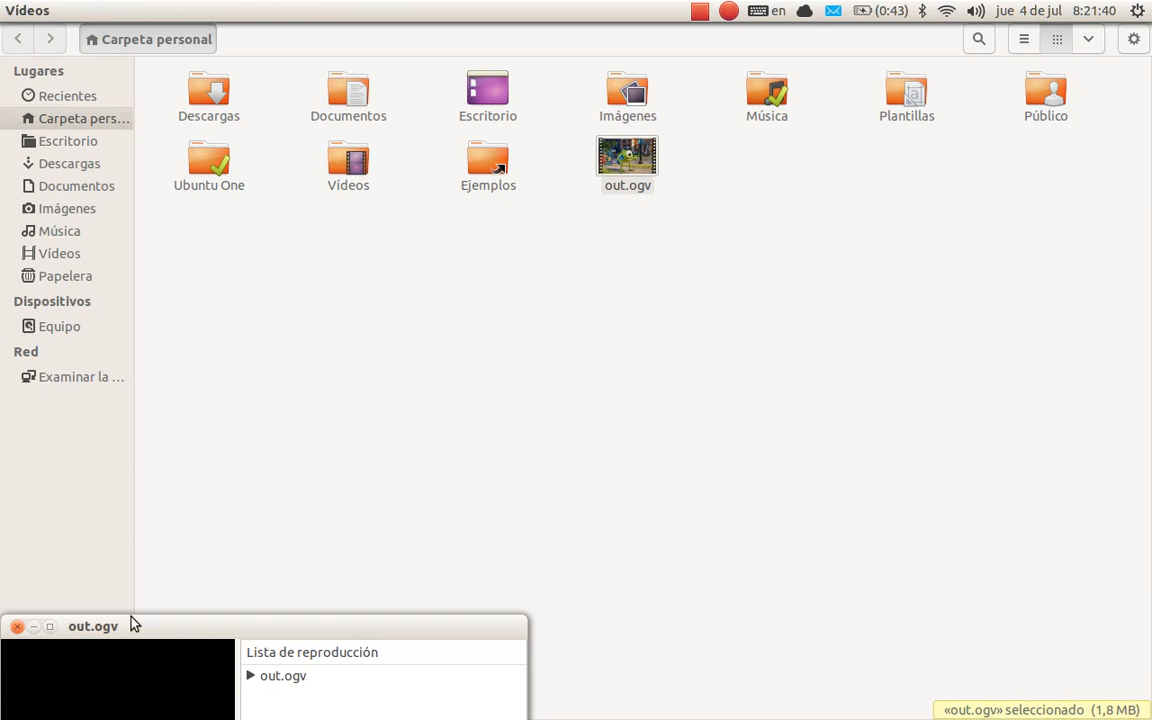 Vídeos
en
(0:43)
jue 4 de jul
8:21:40
Carpeta personal
Lugares
Recientes
Carpeta pers...
Escritorio
Descargas
Documentos
Imágenes
Música
Vídeos
Papelera
Dispositivos
Equipo
Red
Examinar la ...
Descargas
Documentos
Escritorio
Imágenes
Música
Plantillas
Público
Ubuntu One
Vídeos
Ejemplos
out.ogv
out.ogv
Lista de reproducción
out.ogv
«out.ogv» seleccionado (1,8 MB)